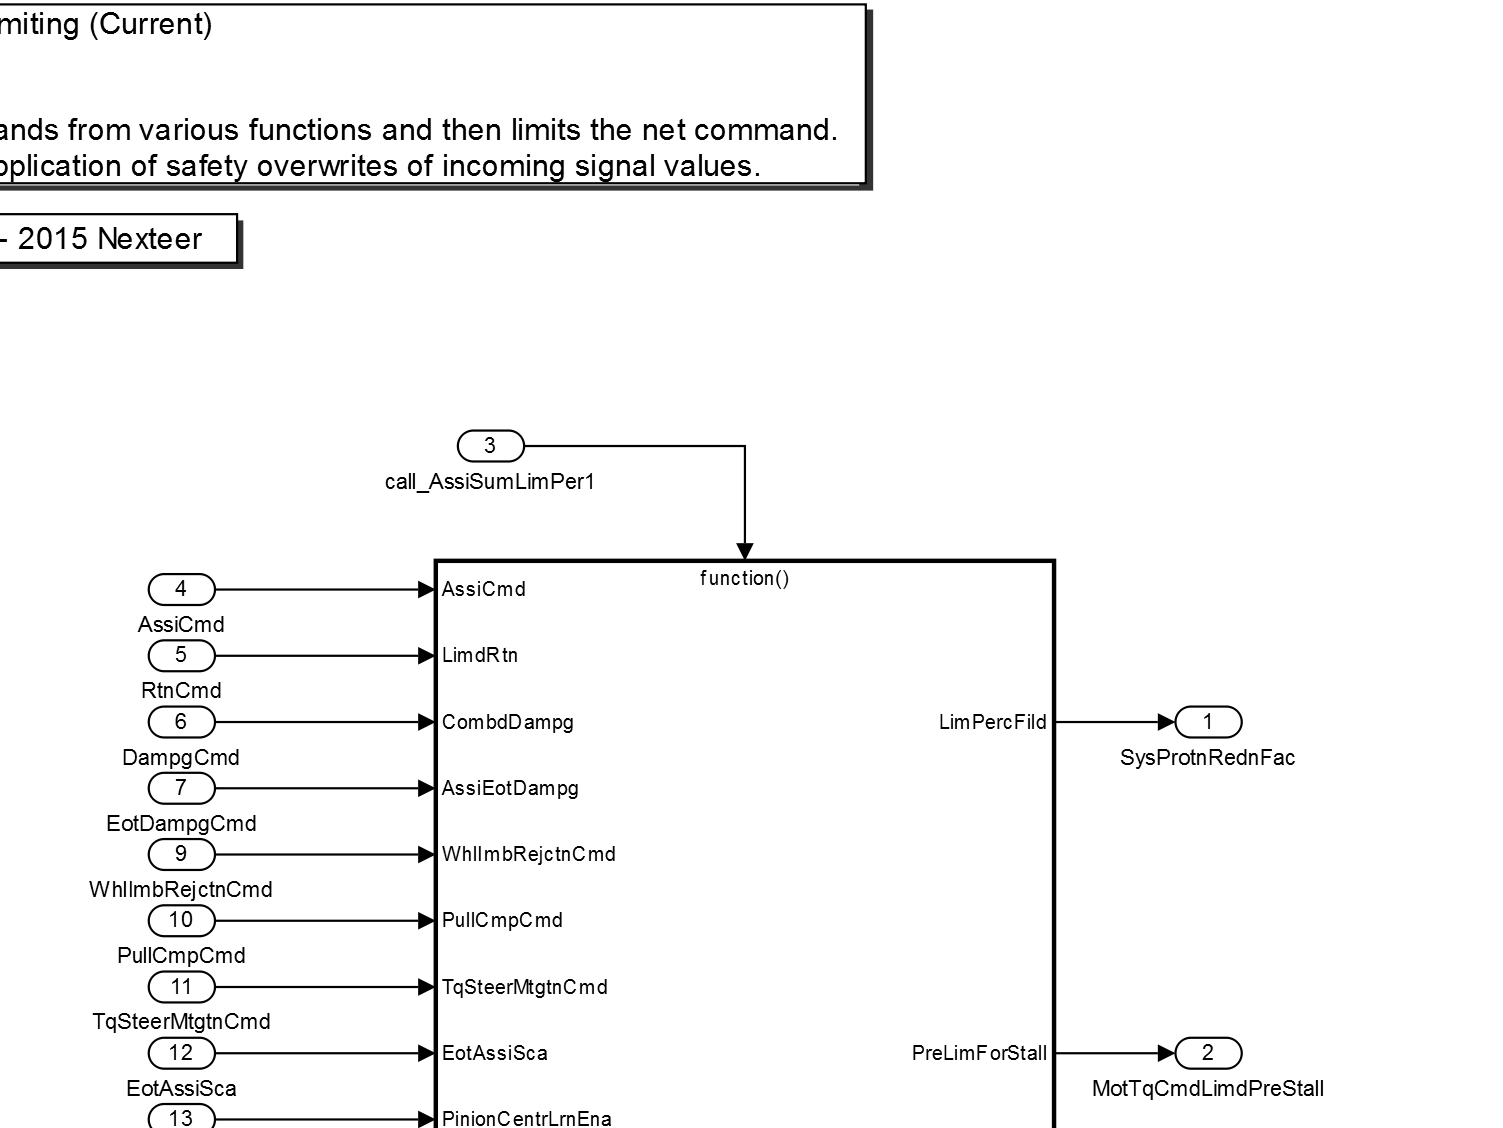 miting (Current)
ands from various functions and then limits the net command.
pplication of safety overwrites of incoming signal values.
- 2015 Nexteer
3
call_AssiSumLimPer1
function()
4
AssiCmd
AssiCmd
5
LimdRtn
RtnCmd
6
CombdDampg
LimPercFild
1
DampgCmd
SysProtnRednFac
7
AssiEotDampg
EotDampgCmd
9
WhlImbRejctnCmd
WhlImbRejctnCmd
10
PullCmpCmd
PullCmpCmd
11
TqSteerMtgtnCmd
TqSteerMtgtnCmd
12
EotAssiSca
PreLimForStall
2
EotAssiSca
MotTqCmdLimdPreStall
13
PinionCentrLrnEna